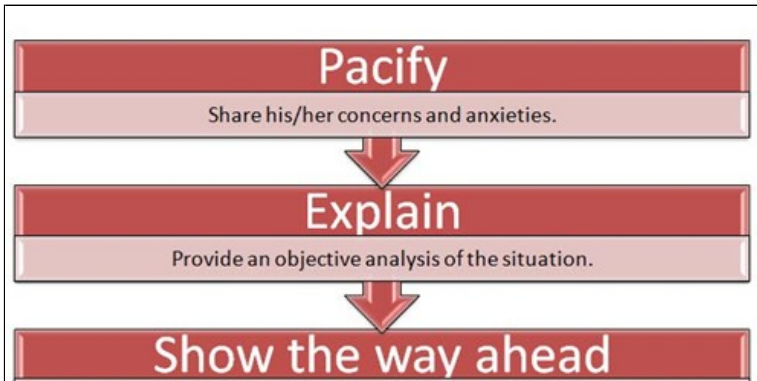 Pacify
Share his/her concerns and anxieties.
Explain
Provide an objective analysis of the situation.
Show the way ahead